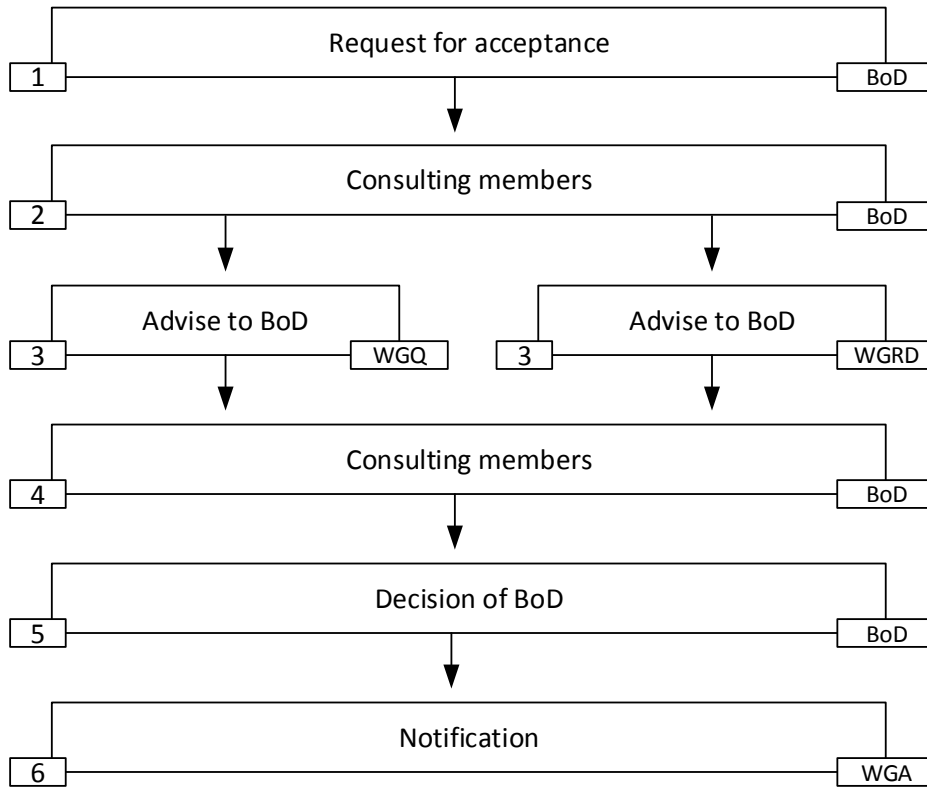 Request for acceptance
1
BoD
Consulting members
2
BoD
Advise to BoD
3
WGQ
Advise to BoD
3
WGRD
Consulting members
4
BoD
Decision of BoD
5
BoD
Notification
6
WGA